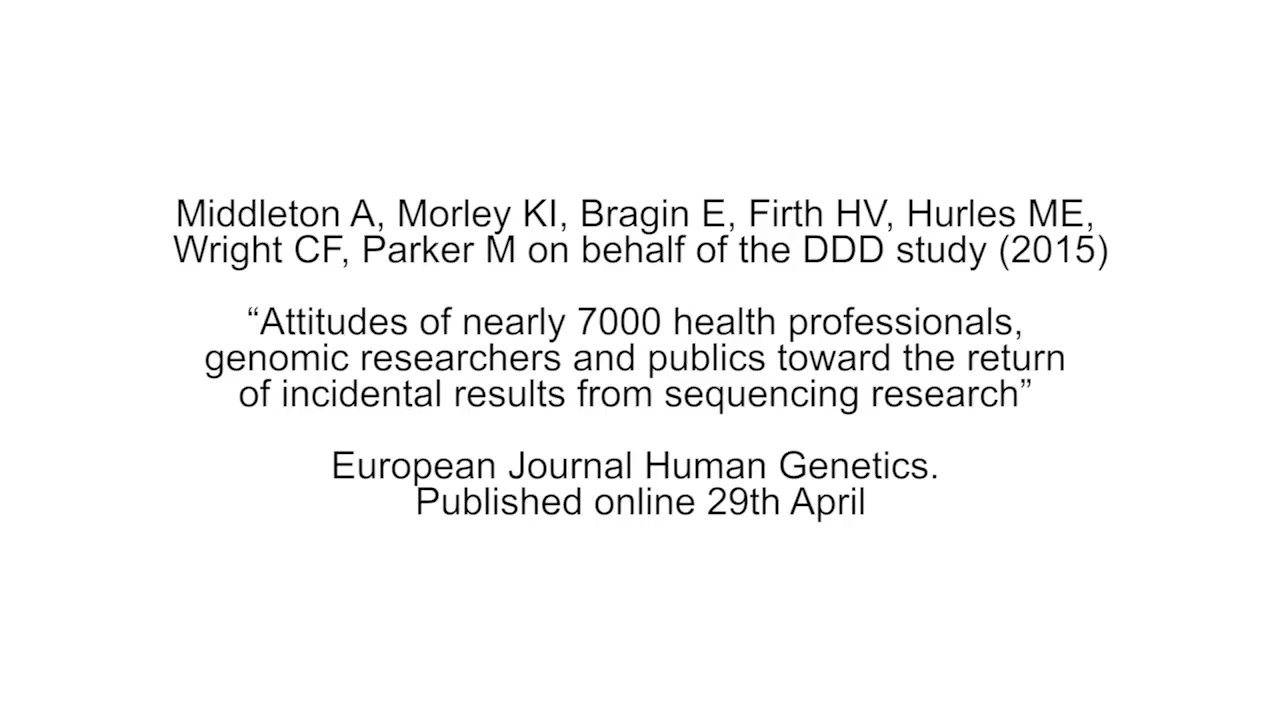 Middleton A, Morley KI, Bragin E, Firth HV, Hurles ME,
Wright CF, Parker M on behalf of the DDD study (2015)
“Attitudes of nearly 7000 health professionals,
genomic researchers and publics toward the return
of incidental results from sequencing research”
European Journal Human Genetics.
Published online 29th April